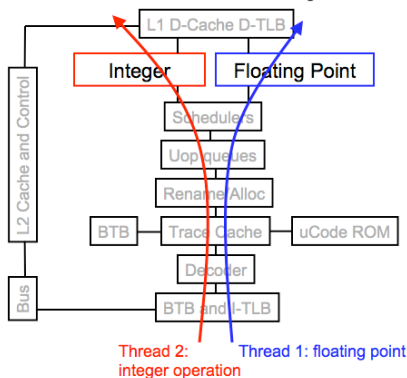 L1 D-Cache D-TLB
Integer
Floating Point
Schedulers
Uop queues
Rename/Alloc
BTB
Trace Cache
uCode ROM
Decoder
BTB and I-TLB
L2 Cache and Control
Bus
Thread 2:
integer operation
Thread 1: floating point